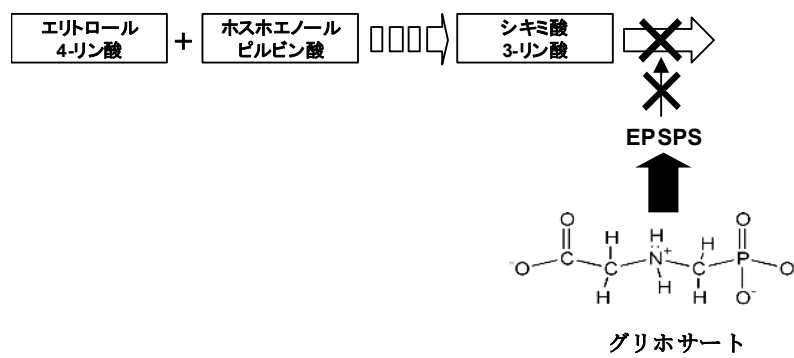 エリトロール
4-リン酸
+
ホスホエノール
ピルビン酸
シキミ酸
3-リン酸
EPSPS
O
O
H
H
H
⁻O
C
C
N⁺
C
P
O
H
H
H
O⁻
グリホサート